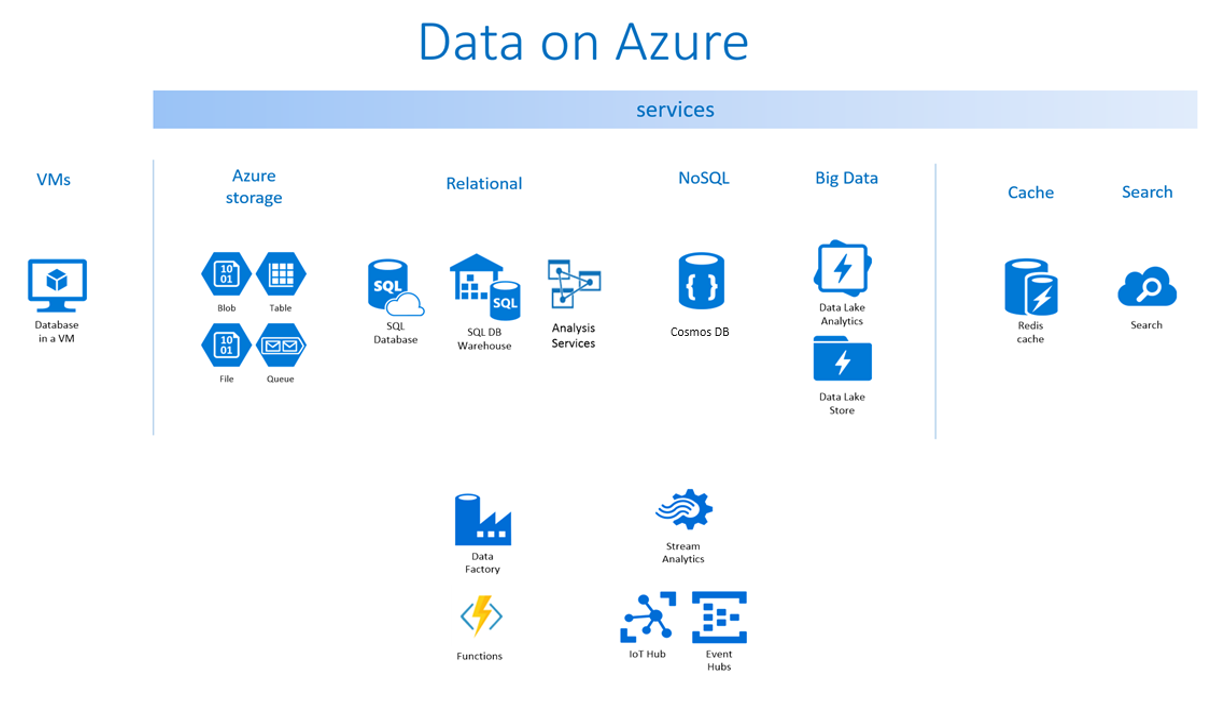 Data on Azure
services
VMs
Azure
storage
Relational
NoSQL
Big Data
Cache
Search
Database
in a VM
10
01
Blob
Table
10
01
File
Queue
SQL
SQL
Database
SQL
SQL DB
Warehouse
Analysis
Services
{ }
Cosmos DB
Data Lake
Analytics
Data Lake
Store
Redis
cache
Search
Data
Factory
Stream
Analytics
Functions
IoT Hub
Event
Hubs